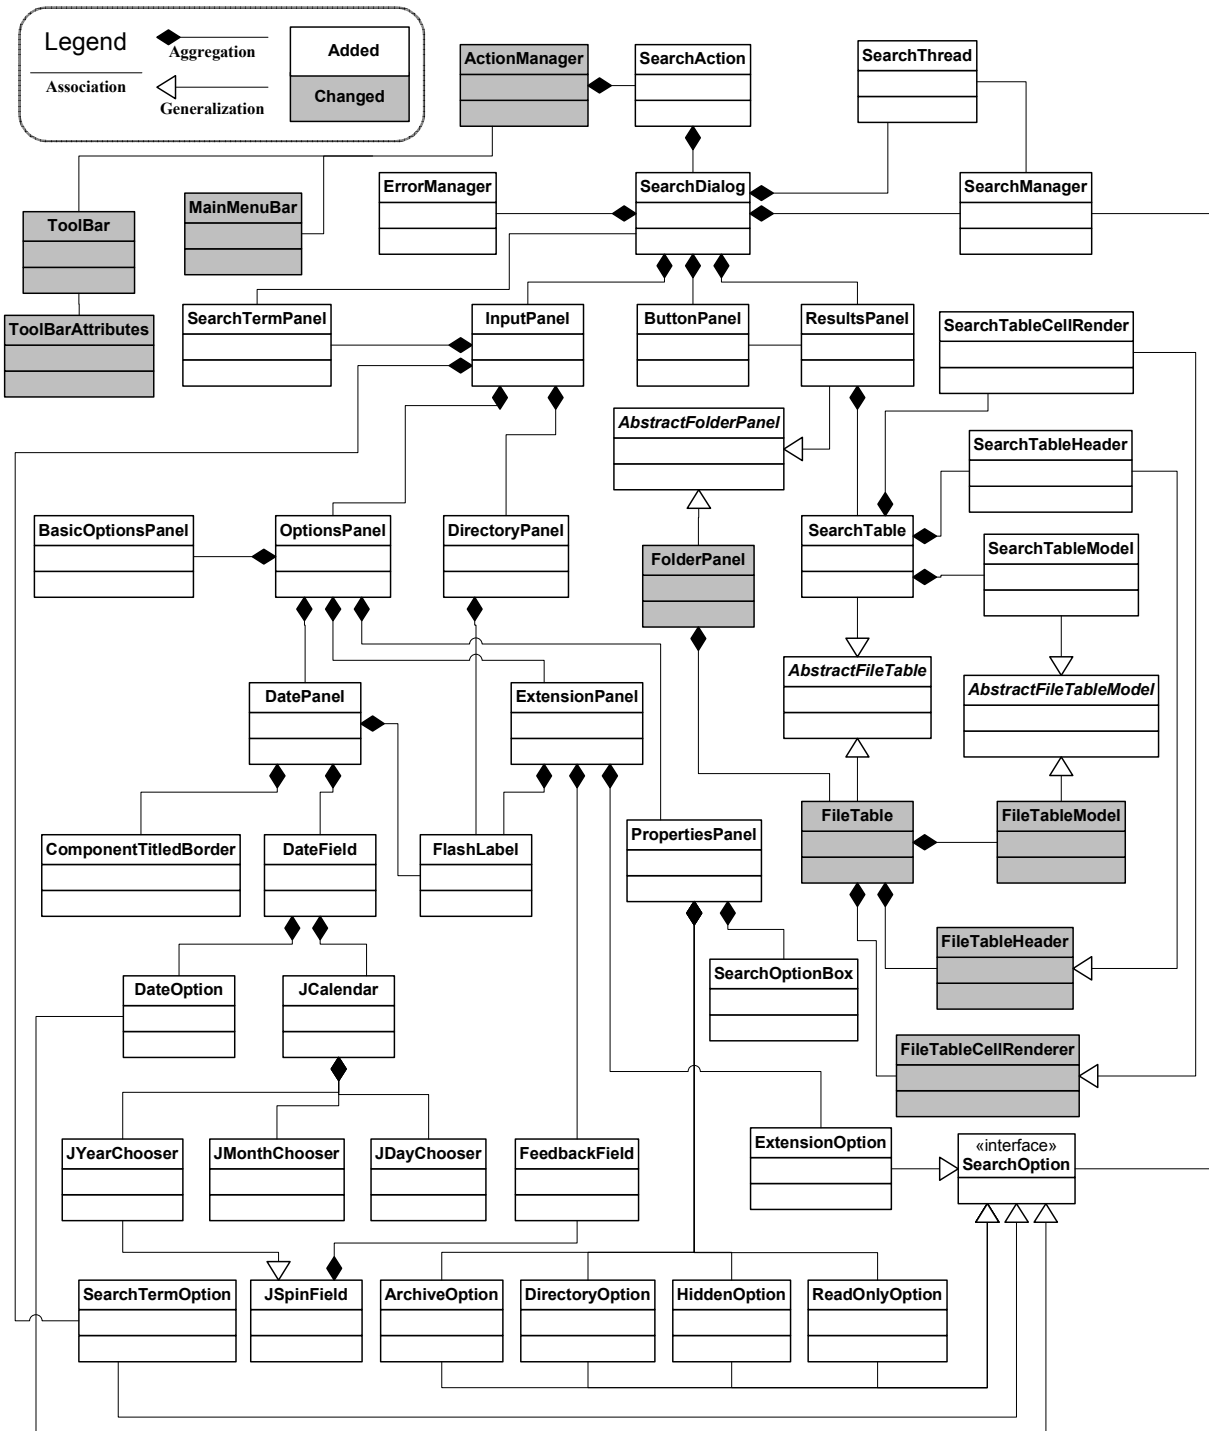 Legend
Aggregation
Added
Association
Generalization
Changed
ActionManager
SearchAction
SearchThread
ErrorManager
SearchDialog
SearchManager
MainMenuBar
ToolBar
ToolBarAttributes
SearchTermPanel
InputPanel
ButtonPanel
ResultsPanel
SearchTableCellRender
AbstractFolderPanel
SearchTableHeader
BasicOptionsPanel
OptionsPanel
DirectoryPanel
SearchTable
SearchTableModel
FolderPanel
AbstractFileTable
AbstractFileTableModel
DatePanel
ExtensionPanel
FileTable
FileTableModel
PropertiesPanel
ComponentTitledBorder
DateField
FlashLabel
FileTableHeader
SearchOptionBox
DateOption
JCalendar
FileTableCellRenderer
JYearChooser
JMonthChooser
JDayChooser
FeedbackField
ExtensionOption
«interface»
SearchOption
SearchTermOption
JSpinField
ArchiveOption
DirectoryOption
HiddenOption
ReadOnlyOption